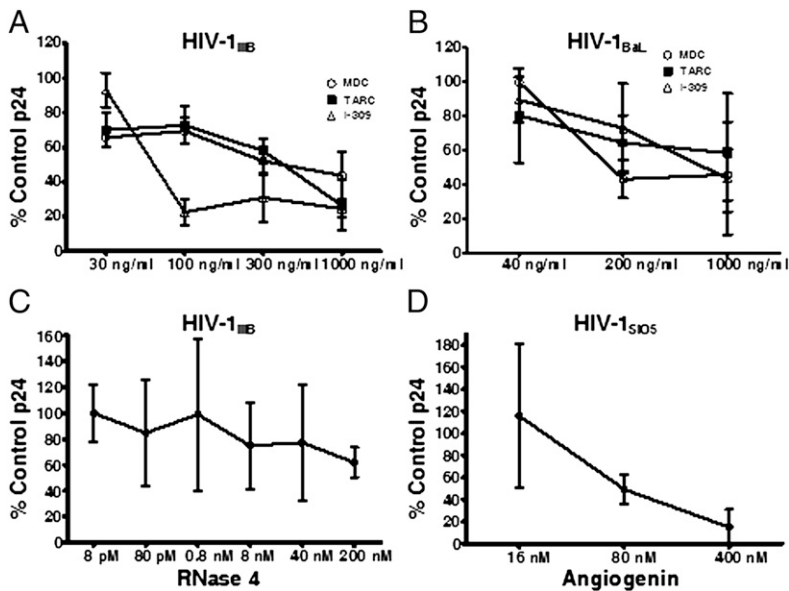 A
HIV-1IIIB
% Control p24
120
100
80
60
40
20
0
MDC
TARC
I-309
30 ng/ml 100 ng/ml 300 ng/ml 1000 ng/ml
B
HIV-1BaL
% Control p24
120
100
80
60
40
20
0
MDC
TARC
I-309
40 ng/ml 200 ng/ml 1000 ng/ml
C
HIV-1IIIB
% Control p24
160
140
120
100
80
60
40
20
0
8 pM 80 pM 0.8 nM 8 nM 40 nM 200 nM
RNase 4
D
HIV-1SI05
% Control p24
180
160
140
120
100
80
60
40
20
0
16 nM 80 nM 400 nM
Angiogenin